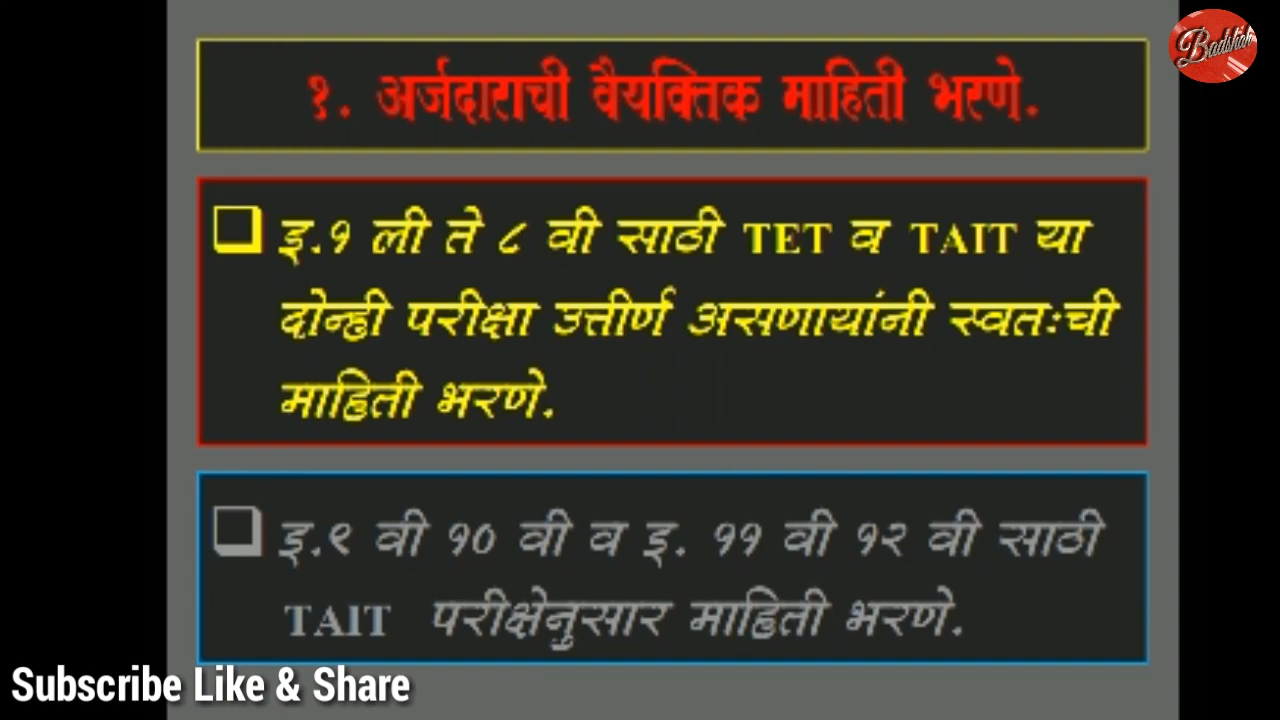 Badshah
१. अर्जदाराची वैयक्तिक माहिती भरणे.
❑ इ.१ ली ते ८ वी साठी TET व TAIT या
दोन्ही परीक्षा उत्तीर्ण असणायांनी स्वतःची
माहिती भरणे.
❑ इ.९ वी १० वी व इ. ११ वी १२ वी साठी
TAIT परीक्षेनुसार माहिती भरणे.
Subscribe Like & Share